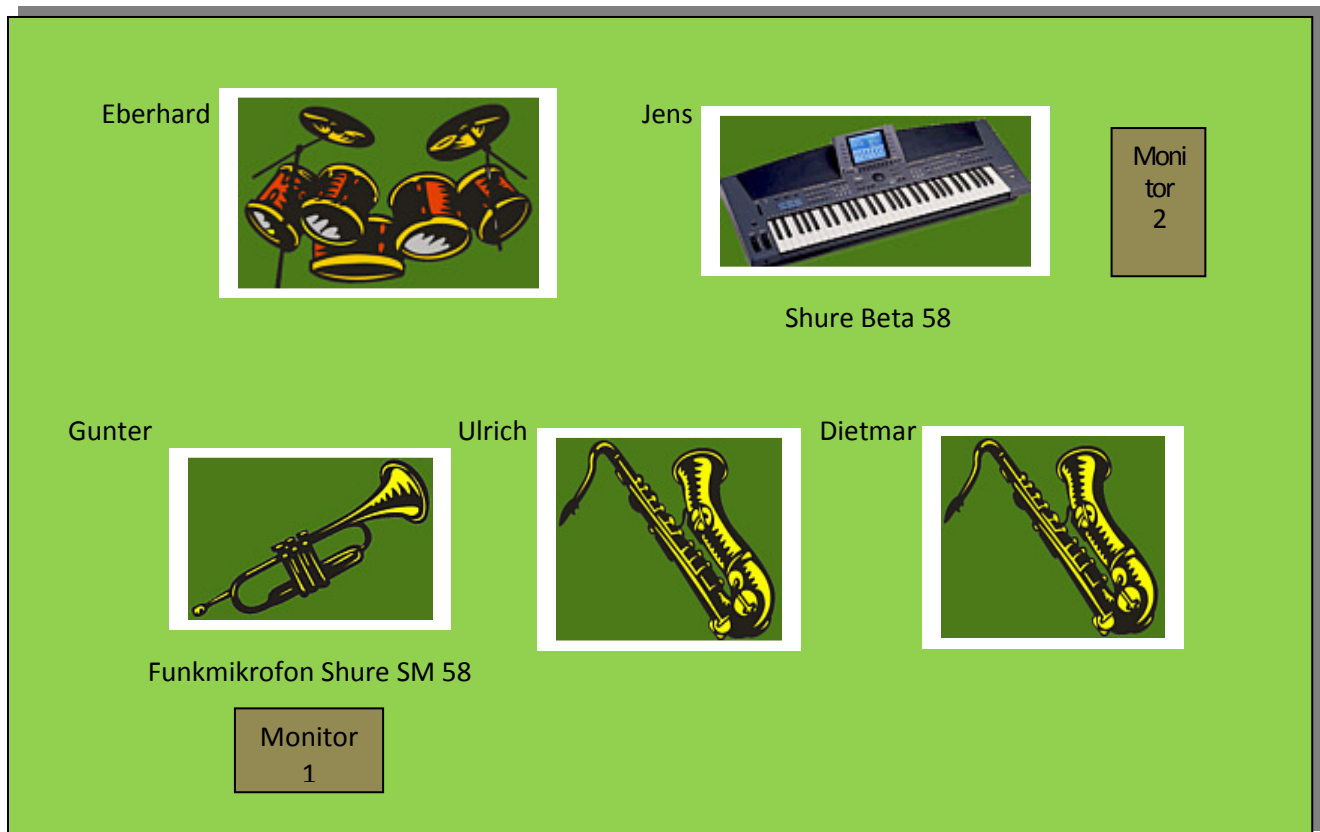 Eberhard
Jens
Moni
tor
2
Shure Beta 58
Gunter
Ulrich
Dietmar
Funkmikrofon Shure SM 58
Monitor
1